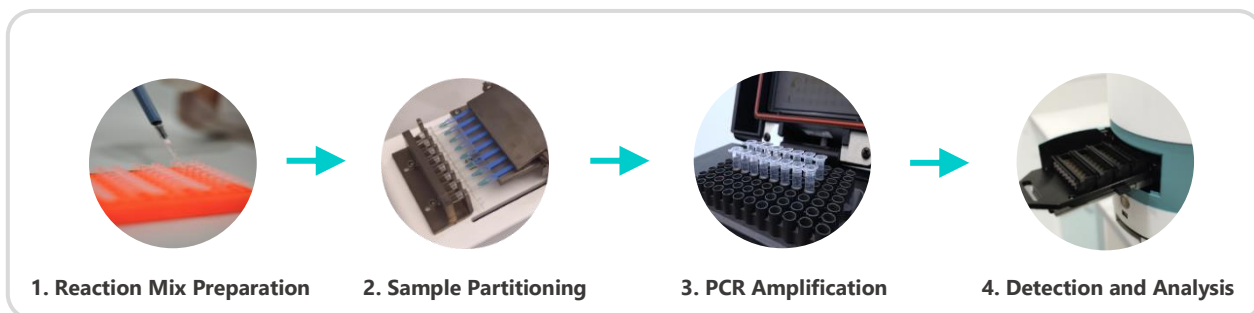 1. Reaction Mix Preparation
2. Sample Partitioning
3. PCR Amplification
4. Detection and Analysis